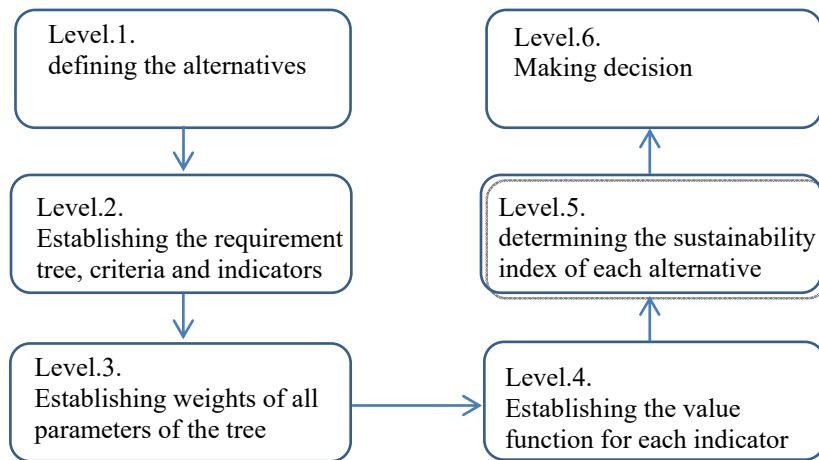 Level.1.
defining the alternatives
Level.2.
Establishing the requirement
tree, criteria and indicators
Level.3.
Establishing weights of all
parameters of the tree
Level.4.
Establishing the value
function for each indicator
Level.5.
determining the sustainability
index of each alternative
Level.6.
Making decision